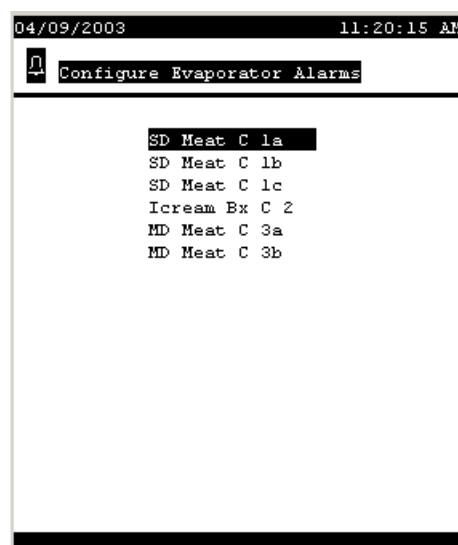 04/09/2003 11:20:15 AM
Configure Evaporator Alarms
SD Meat C 1a
SD Meat C 1b
SD Meat C 1c
Icream Bx C 2
MD Meat C 3a
MD Meat C 3b